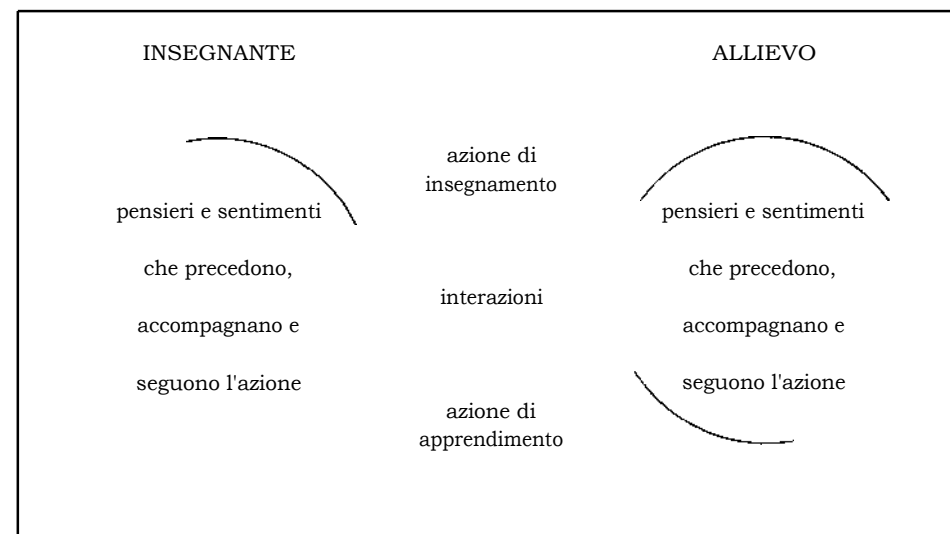 INSEGNANTE
ALLIEVO
pensieri e sentimenti
che precedono,
accompagnano e
seguono l'azione
azione di
insegnamento
interazioni
azione di
apprendimento
pensieri e sentimenti
che precedono,
accompagnano e
seguono l'azione